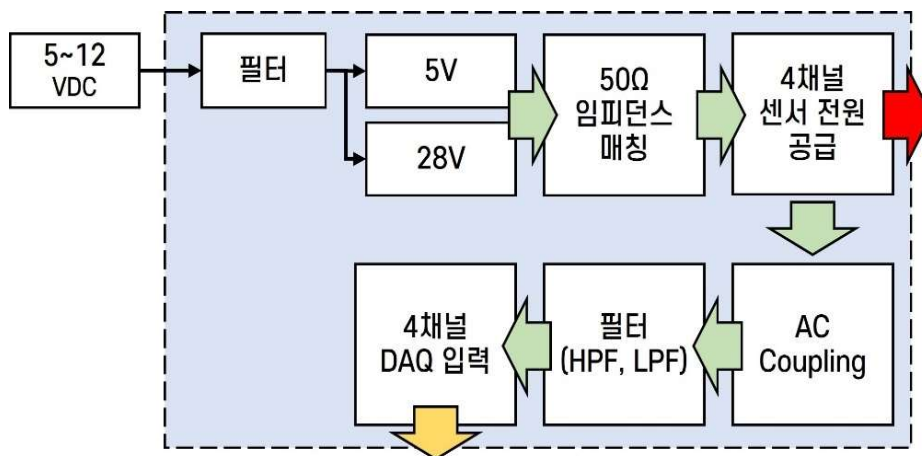 5~12
VDC
필터
5V
28V
50Ω
임피던스
매칭
4채널
센서 전원
공급
4채널
DAQ 입력
필터
(HPF, LPF)
AC
Coupling